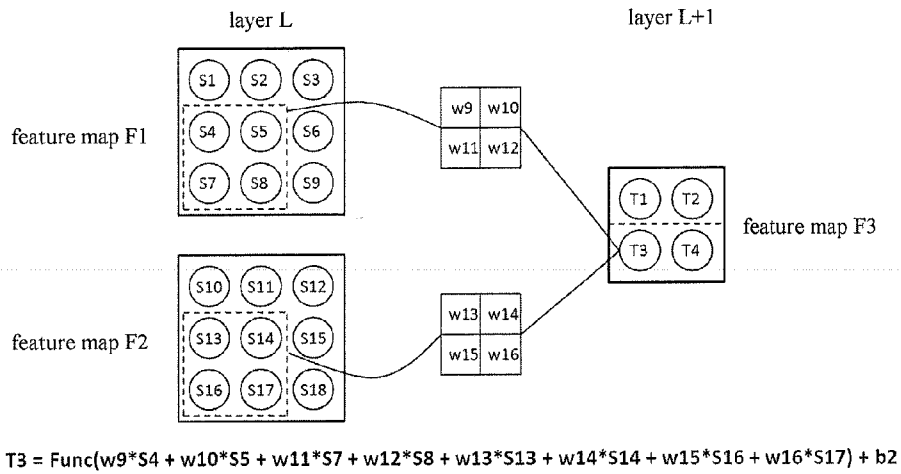 layer L
layer L+1
S1 S2 S3
feature map F1
S4 S5 S6
S7 S8 S9
w9 w10
w11 w12
T1 T2
feature map F3
T3 T4
S10 S11 S12
feature map F2
S13 S14 S15
S16 S17 S18
w13 w14
w15 w16
T3 = Func(w9*S4 + w10*S5 + w11*S7 + w12*S8 + w13*S13 + w14*S14 + w15*S16 + w16*S17) + b2